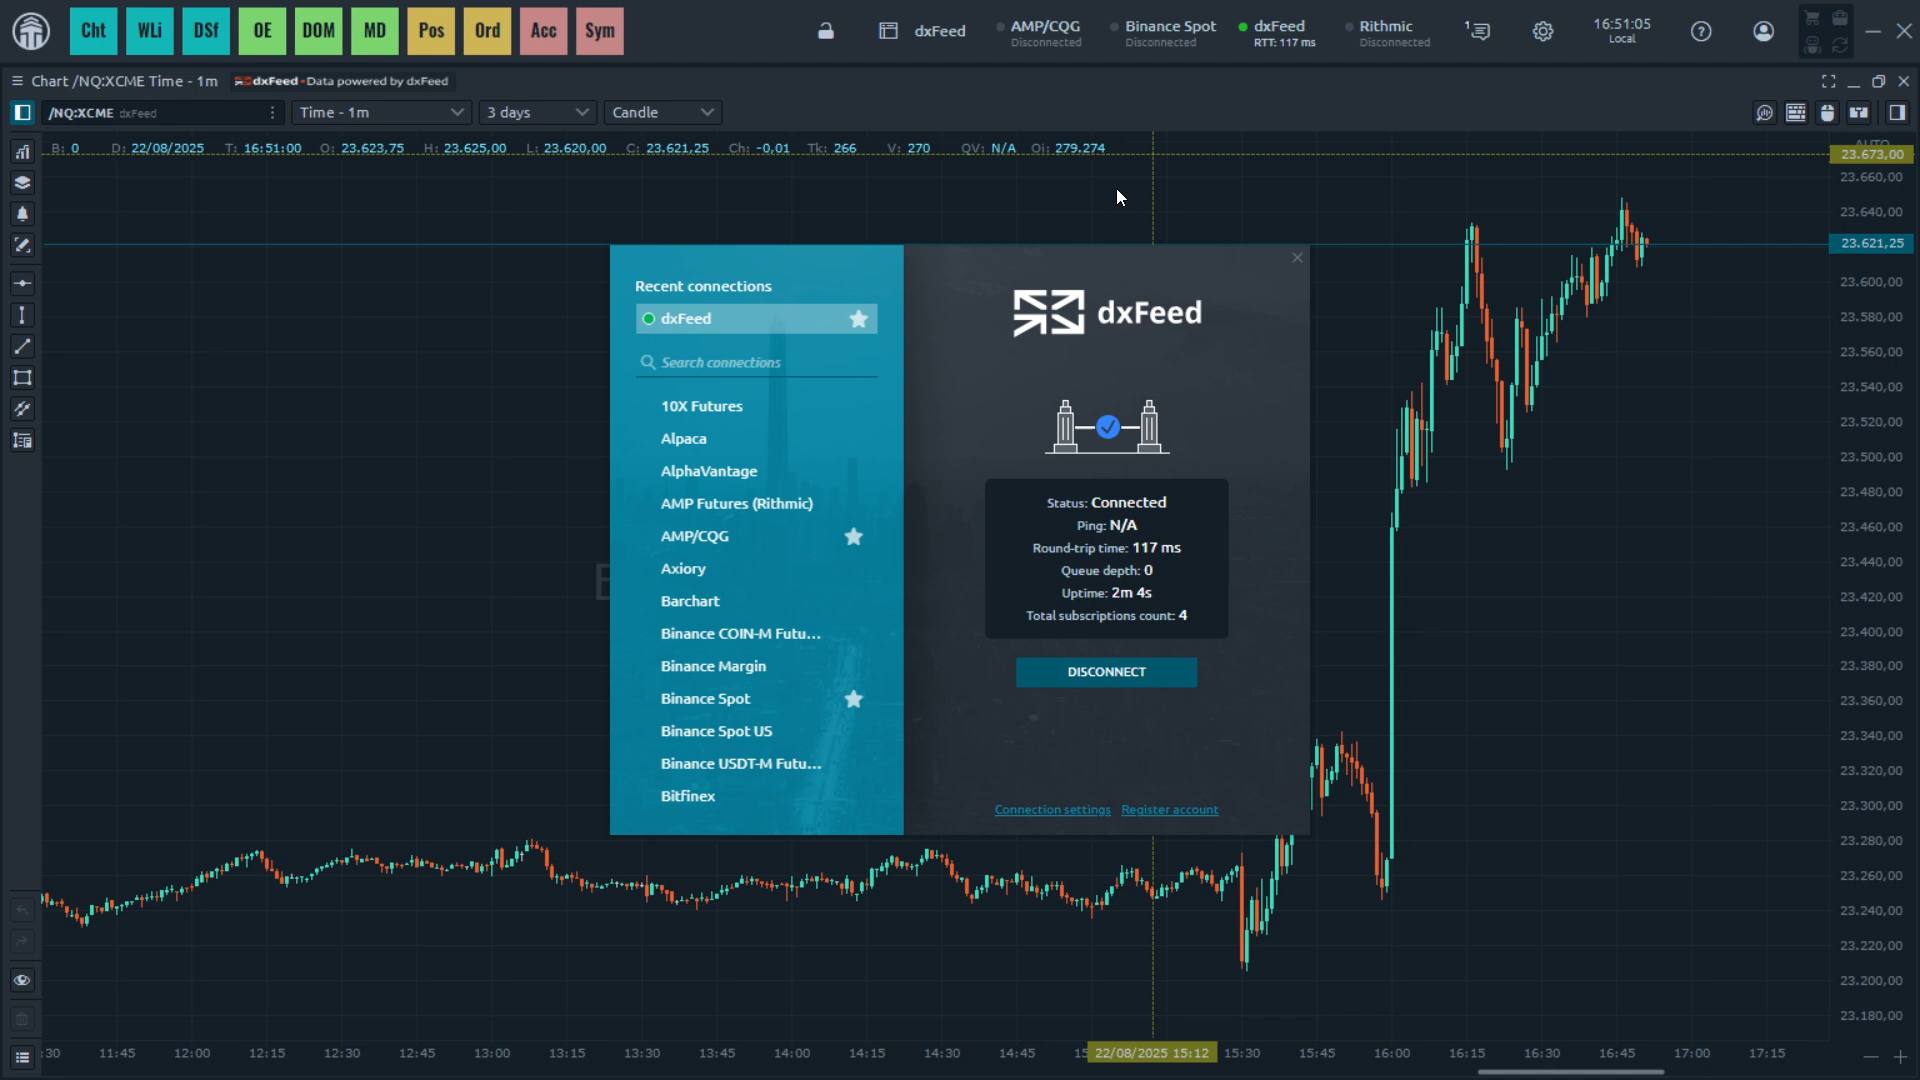 Cht WLi DSf OE DOM MD Pos Ord Acc Sym
dxFeed
AMP/CQG
Disconnected
Binance Spot
Disconnected
dxFeed
RTT: 117 ms
Rithmic
Disconnected
1
16:51:05
Local
Chart /NQ:XCME Time - 1m
dxFeed • Data powered by dxFeed
/NQ:XCME dxFeed
Time - 1m
3 days
Candle
B: 0 D: 22/08/2025 T: 16:51:00 O: 23.623,75 H: 23.625,00 L: 23.620,00 C: 23.621,25 Ch: -0,01 Tk: 266 V: 270 QV: N/A Oi: 279.274
AUTO
23.673,00
23.660,00
23.640,00
23.621,25
23.600,00
23.580,00
23.560,00
23.540,00
23.520,00
23.500,00
23.480,00
23.460,00
23.440,00
23.420,00
23.400,00
23.380,00
23.360,00
23.340,00
23.320,00
23.300,00
23.280,00
23.260,00
23.240,00
23.220,00
23.200,00
23.180,00
Recent connections
dxFeed
Search connections
10X Futures
Alpaca
AlphaVantage
AMP Futures (Rithmic)
AMP/CQG
Axiory
Barchart
Binance COIN-M Futu...
Binance Margin
Binance Spot
Binance Spot US
Binance USDT-M Futu...
Bitfinex
dxFeed
Status: Connected
Ping: N/A
Round-trip time: 117 ms
Queue depth: 0
Uptime: 2m 4s
Total subscriptions count: 4
DISCONNECT
Connection settings Register account
:30 11:45 12:00 12:15 12:30 12:45 13:00 13:15 13:30 13:45 14:00 14:15 14:30 14:45 15 22/08/2025 15:12 15:30 15:45 16:00 16:15 16:30 16:45 17:00 17:15